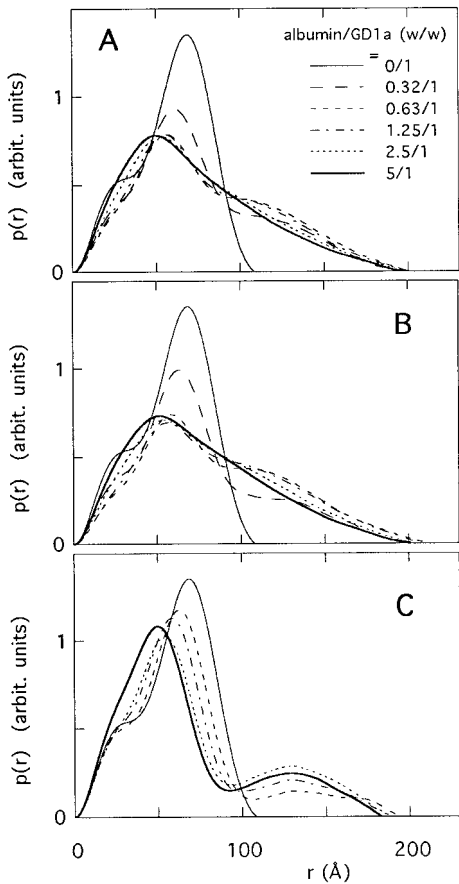 A
albumin/GD1a (w/w)
=
0/1
0.32/1
0.63/1
1.25/1
2.5/1
5/1
p(r) (arbit. units)
1
0
B
p(r) (arbit. units)
1
0
C
p(r) (arbit. units)
1
0
0 100 200
r (Å)